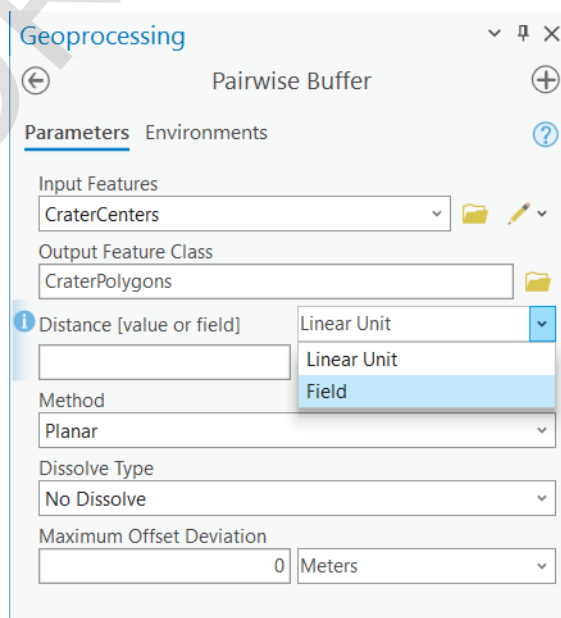 Geoprocessing
Pairwise Buffer
Parameters Environments
Input Features
CraterCenters
Output Feature Class
CraterPolygons
Distance [value or field] Linear Unit
Linear Unit
Field
Method
Planar
Dissolve Type
No Dissolve
Maximum Offset Deviation
0 Meters